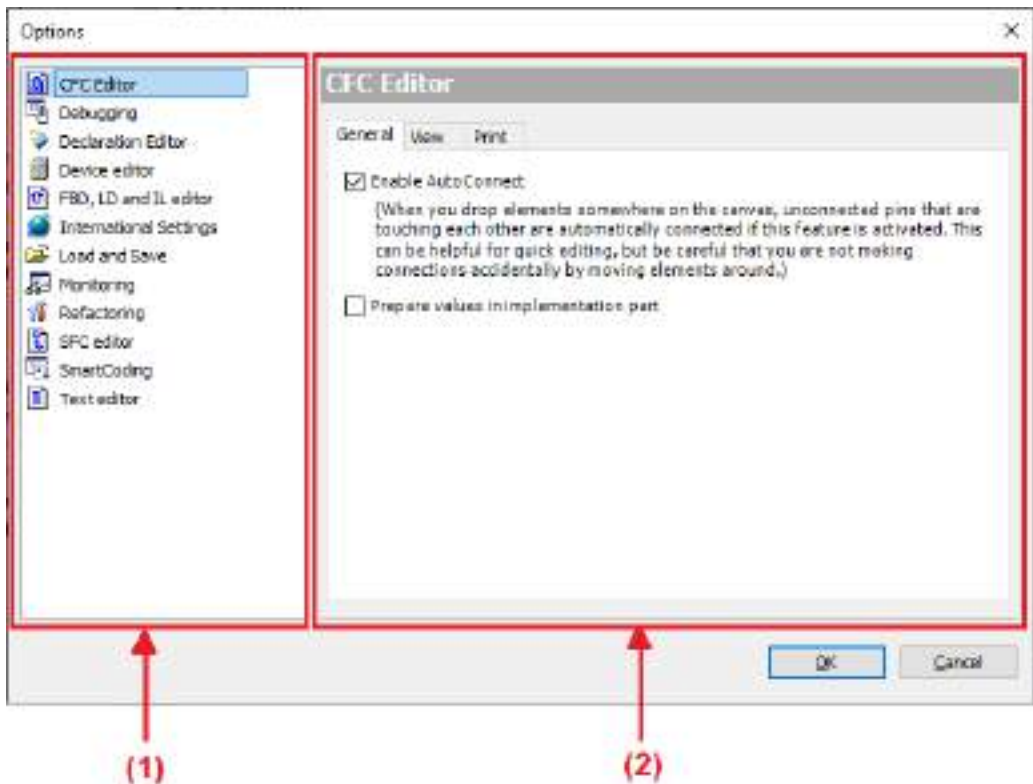 Options
CFC Editor
Debugging
Declaration Editor
Device editor
FBD, LD and IL editor
International Settings
Load and Save
Monitoring
Refactoring
SFC editor
SmartCoding
Text editor
CFC Editor
General View Print
Enable AutoConnect
(When you drop elements somewhere on the canvas, unconnected pins that are
touching each other are automatically connected if this feature is activated. This
can be helpful for quick editing, but be careful that you are not making
connections accidentally by moving elements around.)
Prepare values in implementation part
OK Cancel
(1) (2)